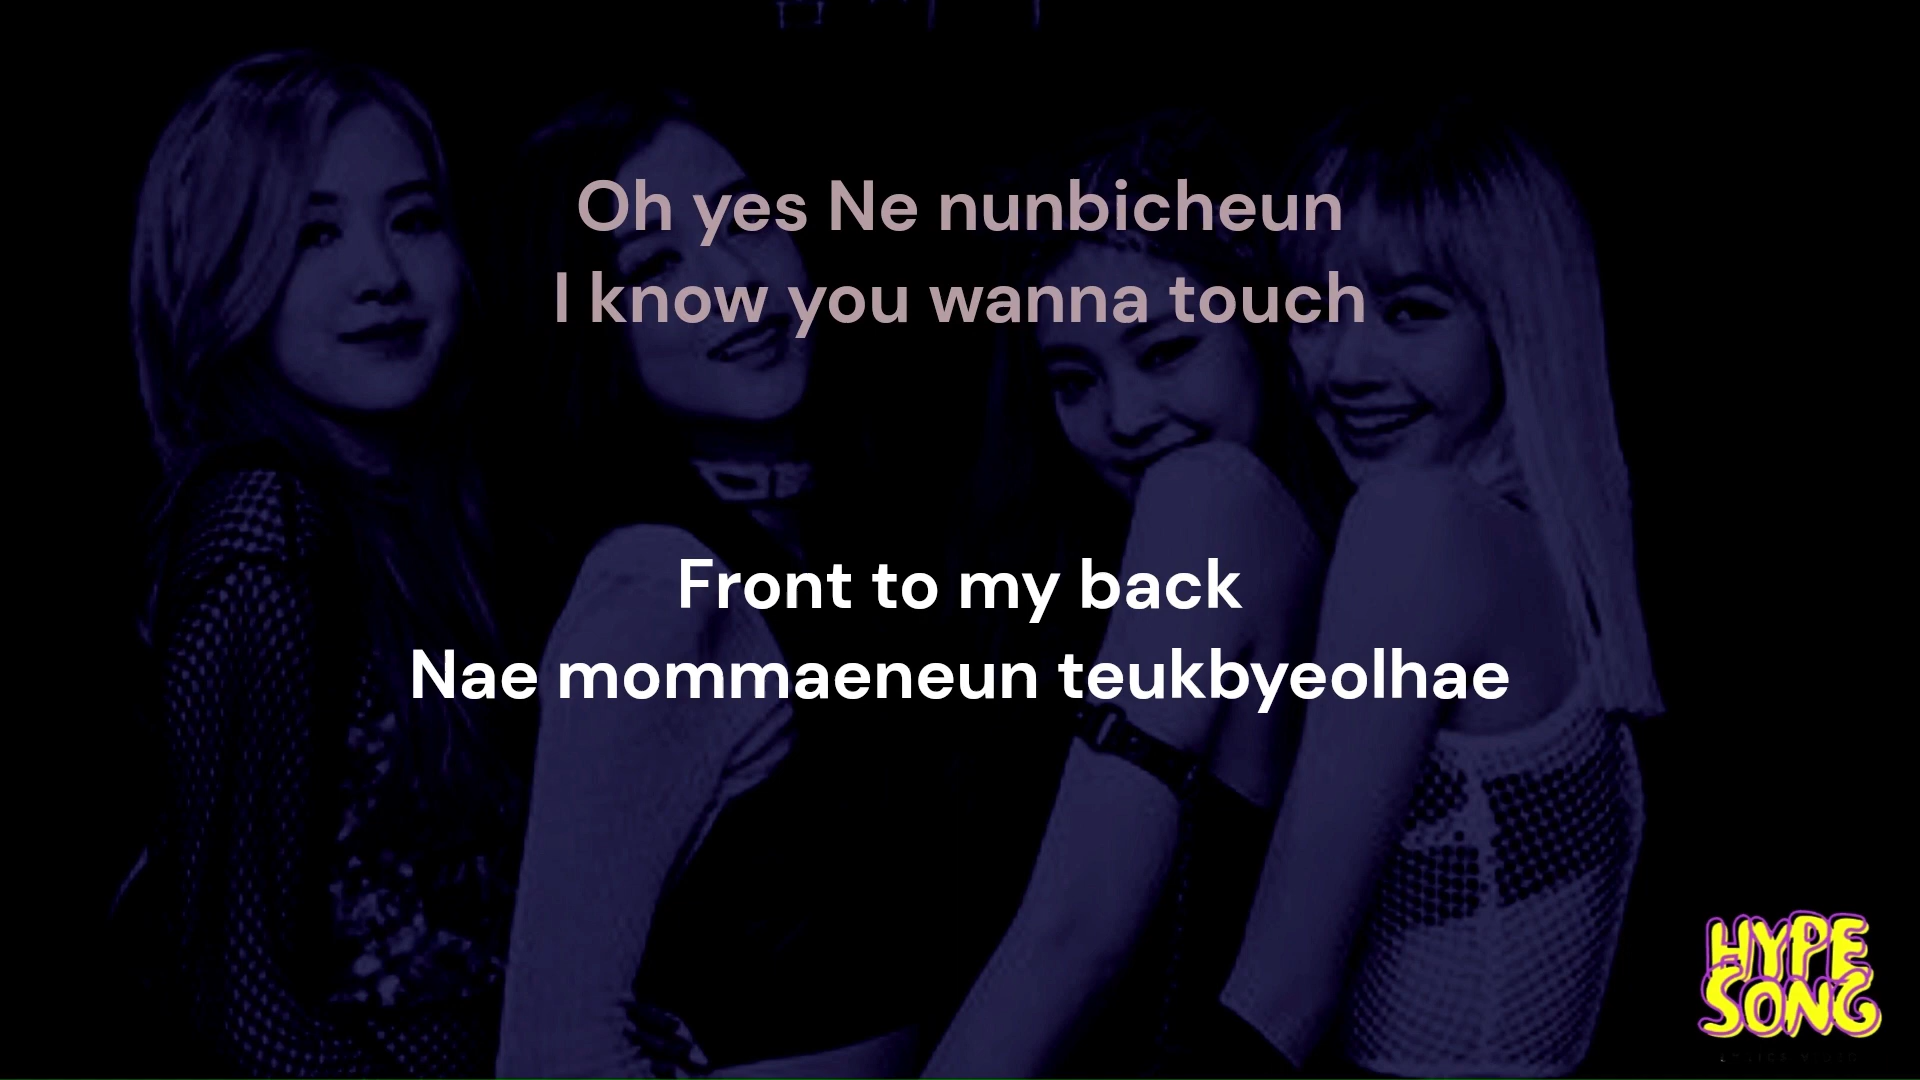 Oh yes Ne nunbicheun
I know you wanna touch
Front to my back
Nae mommaeneun teukbyeolhae
HYPE
SONG